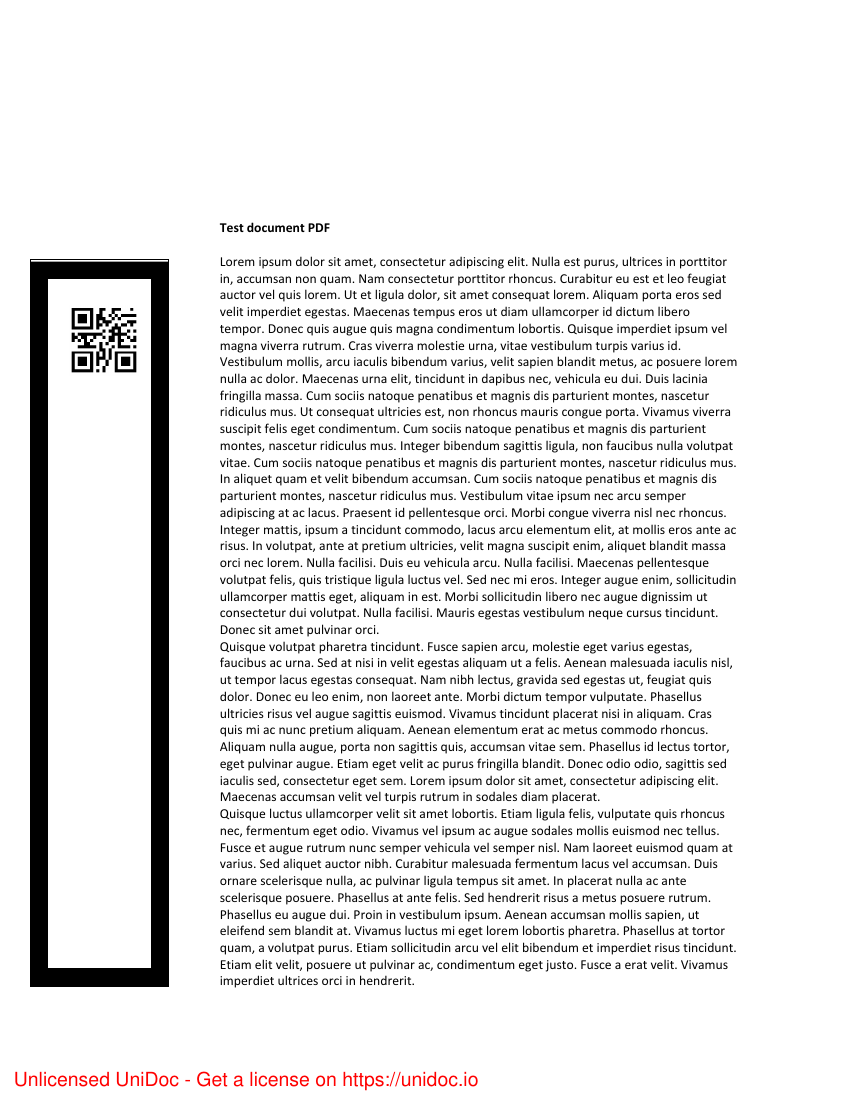 Test document PDF
Lorem ipsum dolor sit amet, consectetur adipiscing elit. Nulla est purus, ultrices in porttitor
in, accumsan non quam. Nam consectetur porttitor rhoncus. Curabitur eu est et leo feugiat
auctor vel quis lorem. Ut et ligula dolor, sit amet consequat lorem. Aliquam porta eros sed
velit imperdiet egestas. Maecenas tempus eros ut diam ullamcorper id dictum libero
tempor. Donec quis augue quis magna condimentum lobortis. Quisque imperdiet ipsum vel
magna viverra rutrum. Cras viverra molestie urna, vitae vestibulum turpis varius id.
Vestibulum mollis, arcu iaculis bibendum varius, velit sapien blandit metus, ac posuere lorem
nulla ac dolor. Maecenas urna elit, tincidunt in dapibus nec, vehicula eu dui. Duis lacinia
fringilla massa. Cum sociis natoque penatibus et magnis dis parturient montes, nascetur
ridiculus mus. Ut consequat ultricies est, non rhoncus mauris congue porta. Vivamus viverra
suscipit felis eget condimentum. Cum sociis natoque penatibus et magnis dis parturient
montes, nascetur ridiculus mus. Integer bibendum sagittis ligula, non faucibus nulla volutpat
vitae. Cum sociis natoque penatibus et magnis dis parturient montes, nascetur ridiculus mus.
In aliquet quam et velit bibendum accumsan. Cum sociis natoque penatibus et magnis dis
parturient montes, nascetur ridiculus mus. Vestibulum vitae ipsum nec arcu semper
adipiscing at ac lacus. Praesent id pellentesque orci. Morbi congue viverra nisl nec rhoncus.
Integer mattis, ipsum a tincidunt commodo, lacus arcu elementum elit, at mollis eros ante ac
risus. In volutpat, ante at pretium ultricies, velit magna suscipit enim, aliquet blandit massa
orci nec lorem. Nulla facilisi. Duis eu vehicula arcu. Nulla facilisi. Maecenas pellentesque
volutpat felis, quis tristique ligula luctus vel. Sed nec mi eros. Integer augue enim, sollicitudin
ullamcorper mattis eget, aliquam in est. Morbi sollicitudin libero nec augue dignissim ut
consectetur dui volutpat. Nulla facilisi. Mauris egestas vestibulum neque cursus tincidunt.
Donec sit amet pulvinar orci.
Quisque volutpat pharetra tincidunt. Fusce sapien arcu, molestie eget varius egestas,
faucibus ac urna. Sed at nisi in velit egestas aliquam ut a felis. Aenean malesuada iaculis nisl,
ut tempor lacus egestas consequat. Nam nibh lectus, gravida sed egestas ut, feugiat quis
dolor. Donec eu leo enim, non laoreet ante. Morbi dictum tempor vulputate. Phasellus
ultricies risus vel augue sagittis euismod. Vivamus tincidunt placerat nisi in aliquam. Cras
quis mi ac nunc pretium aliquam. Aenean elementum erat ac metus commodo rhoncus.
Aliquam nulla augue, porta non sagittis quis, accumsan vitae sem. Phasellus id lectus tortor,
eget pulvinar augue. Etiam eget velit ac purus fringilla blandit. Donec odio odio, sagittis sed
iaculis sed, consectetur eget sem. Lorem ipsum dolor sit amet, consectetur adipiscing elit.
Maecenas accumsan velit vel turpis rutrum in sodales diam placerat.
Quisque luctus ullamcorper velit sit amet lobortis. Etiam ligula felis, vulputate quis rhoncus
nec, fermentum eget odio. Vivamus vel ipsum ac augue sodales mollis euismod nec tellus.
Fusce et augue rutrum nunc semper vehicula vel semper nisl. Nam laoreet euismod quam at
varius. Sed aliquet auctor nibh. Curabitur malesuada fermentum lacus vel accumsan. Duis
ornare scelerisque nulla, ac pulvinar ligula tempus sit amet. In placerat nulla ac ante
scelerisque posuere. Phasellus at ante felis. Sed hendrerit risus a metus posuere rutrum.
Phasellus eu augue dui. Proin in vestibulum ipsum. Aenean accumsan mollis sapien, ut
eleifend sem blandit at. Vivamus luctus mi eget lorem lobortis pharetra. Phasellus at tortor
quam, a volutpat purus. Etiam sollicitudin arcu vel elit bibendum et imperdiet risus tincidunt.
Etiam elit velit, posuere ut pulvinar ac, condimentum eget justo. Fusce a erat velit. Vivamus
imperdiet ultrices orci in hendrerit.
Unlicensed UniDoc - Get a license on https://unidoc.io